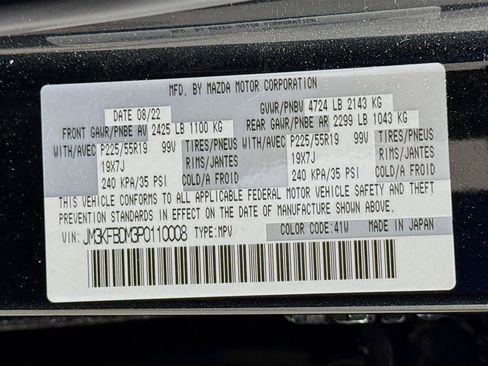 MFD. BY MAZDA MOTOR CORPORATION
DATE 08/22 GVWR/PNBV 4724 LB 2143 KG
FRONT GAWR/PNBE AV 2425 LB 1100 KG REAR GAWR/PNBE AR 2299 LB 1043 KG
WITH/AVEC P225/55R19 99V TIRES/PNEUS WITH/AVEC P225/55R19 99V TIRES/PNEUS
19X7J RIMS/JANTES 19X7J RIMS/JANTES
240 KPA/35 PSI COLD/A FROID 240 KPA/35 PSI COLD/A FROID
THIS VEHICLE CONFORMS TO ALL APPLICABLE FEDERAL MOTOR VEHICLE SAFETY AND THEFT
PREVENTION STANDARDS IN EFFECT ON THE DATE OF MANUFACTURE SHOWN ABOVE.
VIN: JM3KFBDM3P0110008 TYPE: MPV COLOR CODE: 41W MADE IN JAPAN